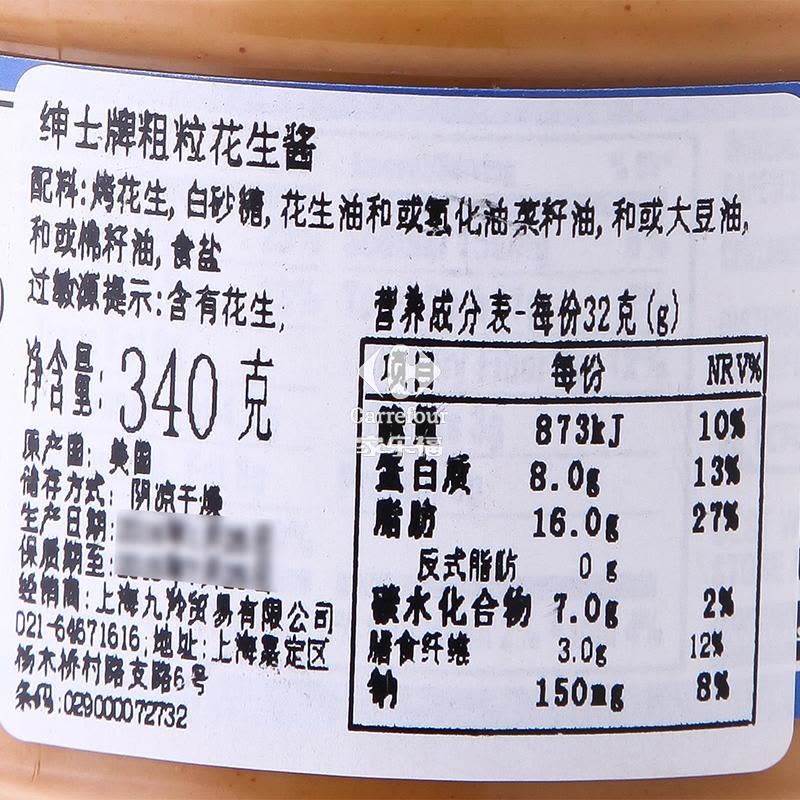 绅士牌粗粒花生酱
配料:烤花生, 白砂糖, 花生油和或氢化油菜籽油, 和或大豆油,
和或棉籽油, 食盐
过敏源提示:含有花生,
净含量: 340 克
原产国: 美国
储存方式: 阴凉干燥
生产日期:
保质期至:
经销商:上海九羚贸易有限公司
021-64671616;地址:上海嘉定区
杨木桥村路支路6号
条码:029000072732
营养成分表-每份32克(g)
项目 每份 NRV%
873kJ 10%
蛋白质 8.0g 13%
脂肪 16.0g 27%
反式脂肪 0g
碳水化合物 7.0g 2%
膳食纤维 3.0g 12%
钠 150mg 8%
Carrefour
家乐福